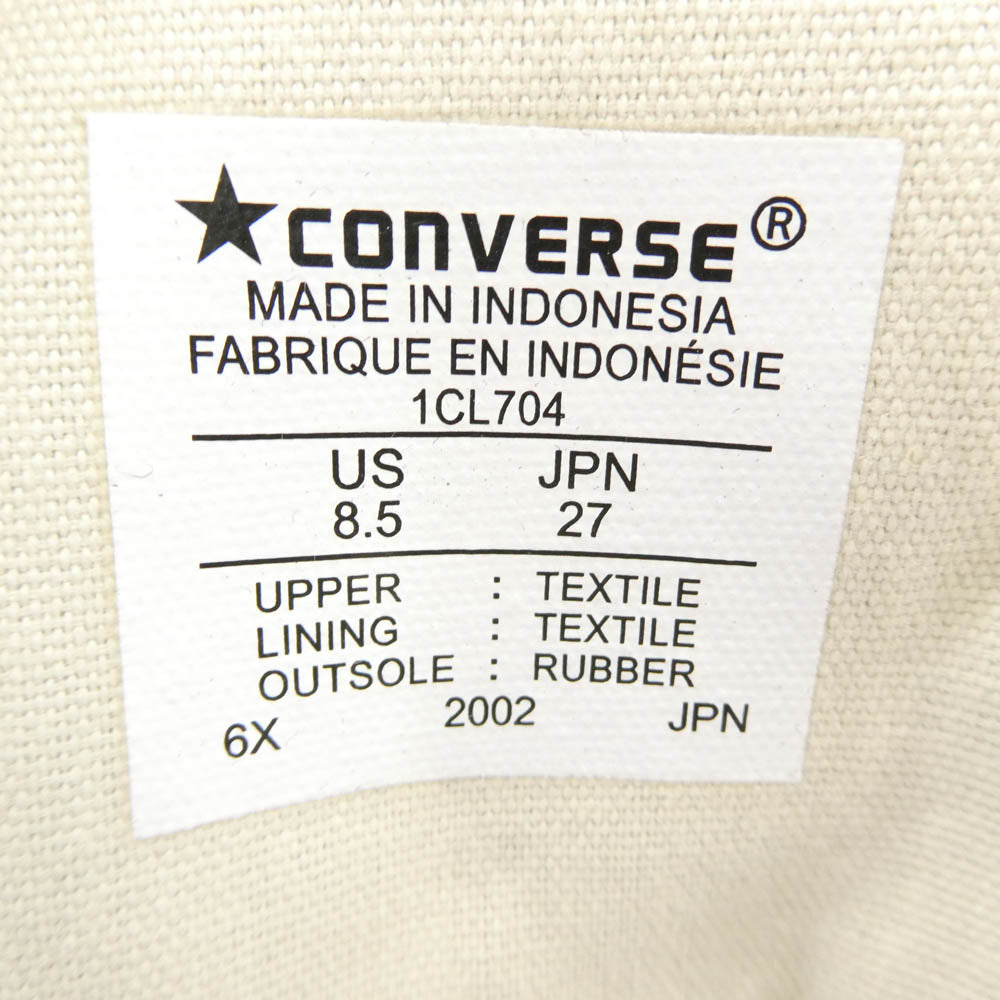 CONVERSE®
MADE IN INDONESIA
FABRIQUE EN INDONÉSIE
1CL704
US JPN
8.5 27
UPPER : TEXTILE
LINING : TEXTILE
OUTSOLE : RUBBER
6X 2002 JPN